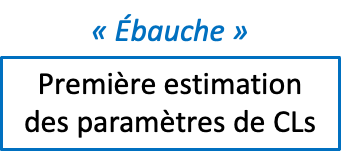 « Ébauche »
Première estimation
des paramètres de CLs